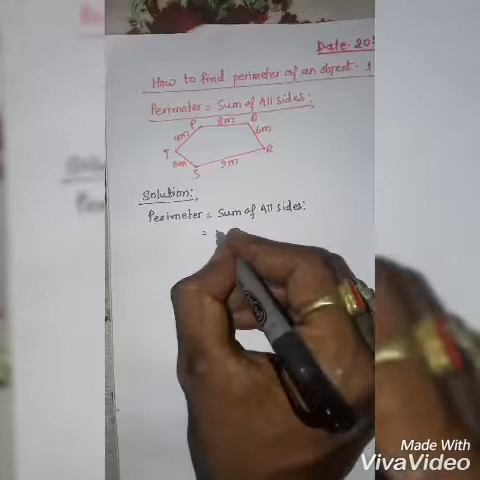 Date. 20
How to find perimeter of an object. 1
Perimeter = Sum of All sides;
P 8m Q
4m 6m
T R
3m S 9m
Solution:
Perimeter = Sum of All sides:
=
Made With
VivaVideo